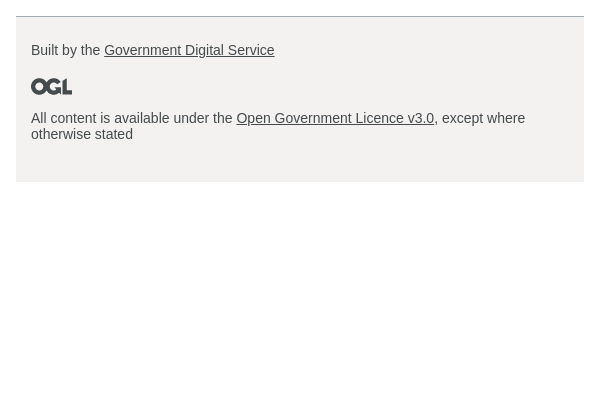 Built by the Government Digital Service
OGL
All content is available under the Open Government Licence v3.0, except where
otherwise stated